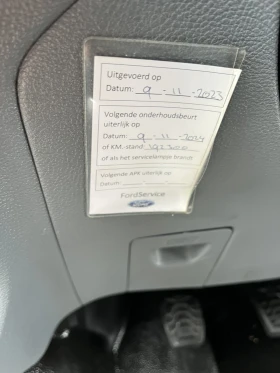 Uitgevoerd op
Datum: 9 - 11 - 2023
Volgende onderhoudsbeurt
uiterlijk op
Datum: 9 - 11 - 2024
of KM.-stand
of als het servicelampje brandt
Volgende APK uiterlijk op
Datum:
FordService
Ford